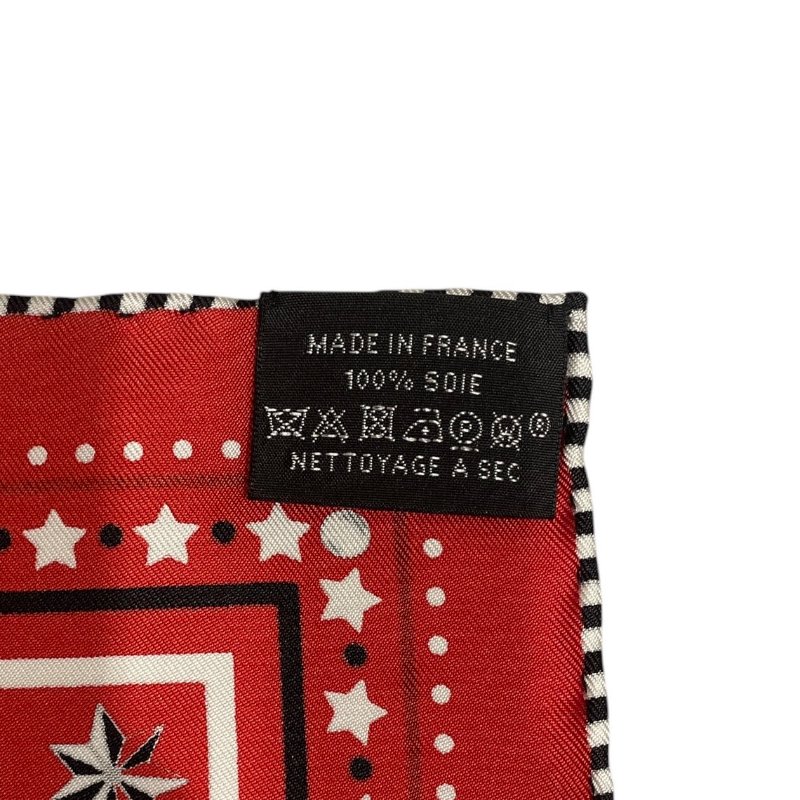 MADE IN FRANCE
100% SOIE
P W ®
NETTOYAGE A SEC